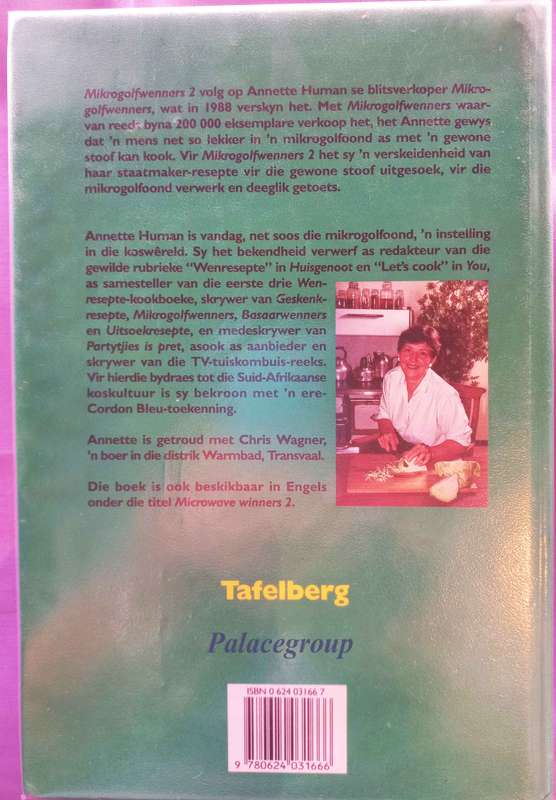 Mikrogolfwenners 2 volg op Annette Human se blitsverkoper Mikro-
golfwenners, wat in 1988 verskyn het. Met Mikrogolfwenners waar-
van reeds byna 200 000 eksemplare verkoop het, het Annette gewys
dat 'n mens net so lekker in 'n mikrogolfoond as met 'n gewone
stoof kan kook. Vir Mikrogolfwenners 2 het sy 'n verskeidenheid van
haar staatmaker-resepte vir die gewone stoof uitgesoek, vir die
mikrogolfoond verwerk en deeglik getoets.
Annette Human is vandag, net soos die mikrogolfoond, 'n instelling
in die koswêreld. Sy het bekendheid verwerf as redakteur van die
gewilde rubrieke "Wenresepte" in Huisgenoot en "Let's cook" in You,
as samesteller van die eerste drie Wen-
resepte-kookboeke, skrywer van Geskenk-
resepte, Mikrogolfwenners, Basaarwenners
en Uitsoekresepte, en medeskrywer van
Partytjies is pret, asook as aanbieder en
skrywer van die TV-tuiskombuis-reeks.
Vir hierdie bydraes tot die Suid-Afrikaanse
koskultuur is sy bekroon met 'n ere-
Cordon Bleu-toekenning.
Annette is getroud met Chris Wagner,
'n boer in die distrik Warmbad, Transvaal.
Die boek is ook beskikbaar in Engels
onder die titel Microwave winners 2.
Tafelberg
Palacegroup
ISBN 0 624 03166 7
9 780624 031666